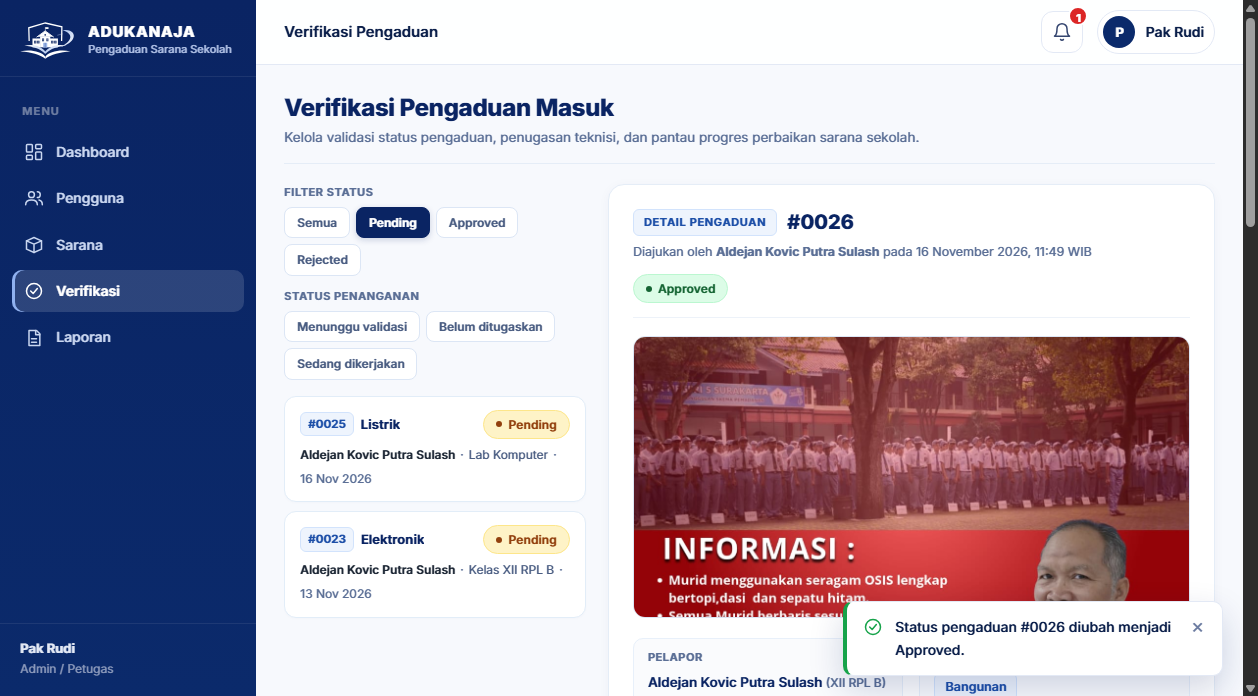 ADUKANAJA
Pengaduan Sarana Sekolah
MENU
Dashboard
Pengguna
Sarana
Verifikasi
Laporan
Pak Rudi
Admin / Petugas
Verifikasi Pengaduan
1
P
Pak Rudi
Verifikasi Pengaduan Masuk
Kelola validasi status pengaduan, penugasan teknisi, dan pantau progres perbaikan sarana sekolah.
FILTER STATUS
Semua
Pending
Approved
Rejected
STATUS PENANGANAN
Menunggu validasi
Belum ditugaskan
Sedang dikerjakan
#0025 Listrik
Pending
Aldejan Kovic Putra Sulash · Lab Komputer ·
16 Nov 2026
#0023 Elektronik
Pending
Aldejan Kovic Putra Sulash · Kelas XII RPL B ·
13 Nov 2026
DETAIL PENGADUAN #0026
Diajukan oleh Aldejan Kovic Putra Sulash pada 16 November 2026, 11:49 WIB
Approved
SURAKARTA
INFORMASI :
• Murid menggunakan seragam OSIS lengkap
bertopi,dasi dan sepatu hitam.
• Semua Murid berbaris
PELAPOR
Aldejan Kovic Putra Sulash (XII RPL B)
Bangunan
Status pengaduan #0026 diubah menjadi
Approved.